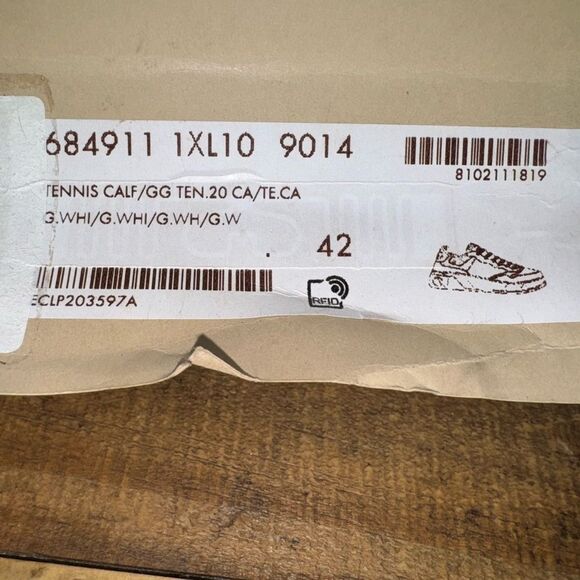 684911 1XL10 9014
8102111819
TENNIS CALF/GG TEN.20 CA/TE.CA
G.WHI/G.WHI/G.WH/G.W
. 42
ECLP203597A
RFID